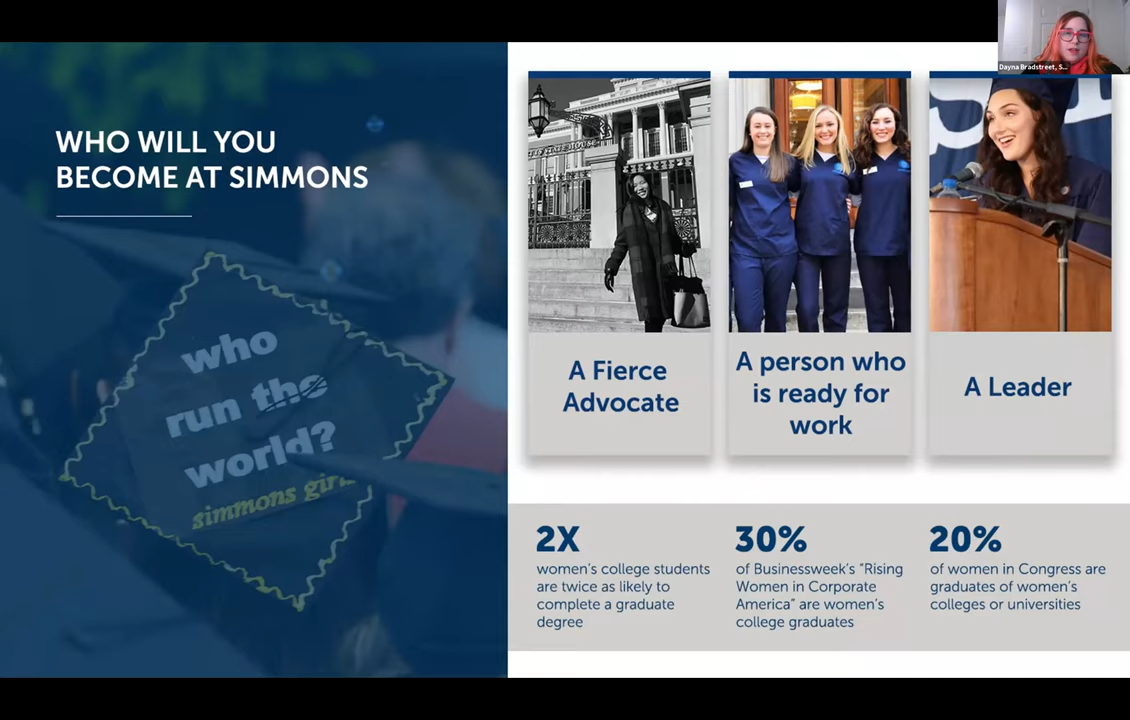 Dayna Bradstreet, S...
WHO WILL YOU
BECOME AT SIMMONS
who
run the
world?
simmons
A Fierce
Advocate
A person who
is ready for
work
A Leader
2X
women's college students
are twice as likely to
complete a graduate
degree
30%
of Businessweek's "Rising
Women in Corporate
America" are women's
college graduates
20%
of women in Congress are
graduates of women's
colleges or universities